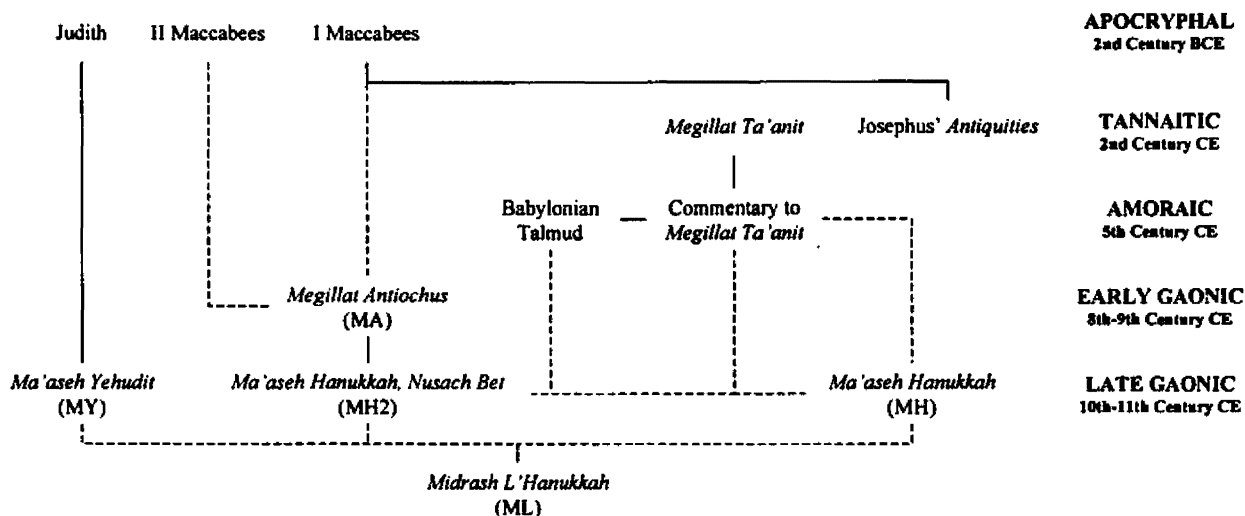 Judith II Maccabees I Maccabees APOCRYPHAL
2nd Century BCE
Megillat Ta'anit Josephus' Antiquities TANNAITIC
2nd Century CE
Babylonian Commentary to AMORAIC
Talmud Megillat Ta'anit 5th Century CE
Megillat Antiochus EARLY GAONIC
(MA) 8th-9th Century CE
Ma'aseh Yehudit Ma'aseh Hanukkah, Nusach Bet Ma'aseh Hanukkah LATE GAONIC
(MY) (MH2) (MH) 10th-11th Century CE
Midrash L'Hanukkah
(ML)